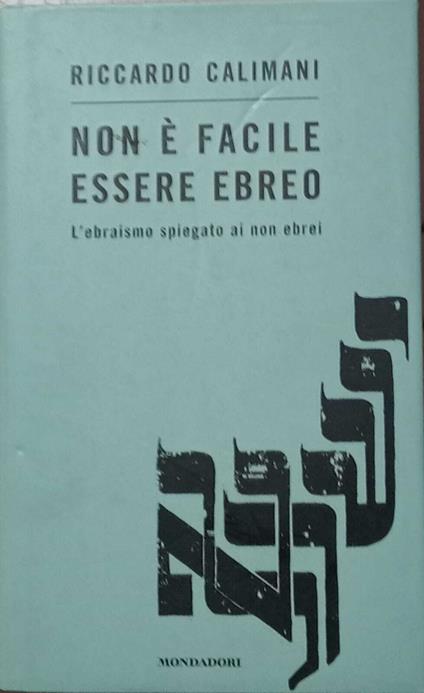 RICCARDO CALIMANI
NON È FACILE
ESSERE EBREO
L'ebraismo spiegato ai non ebrei
MONDADORI